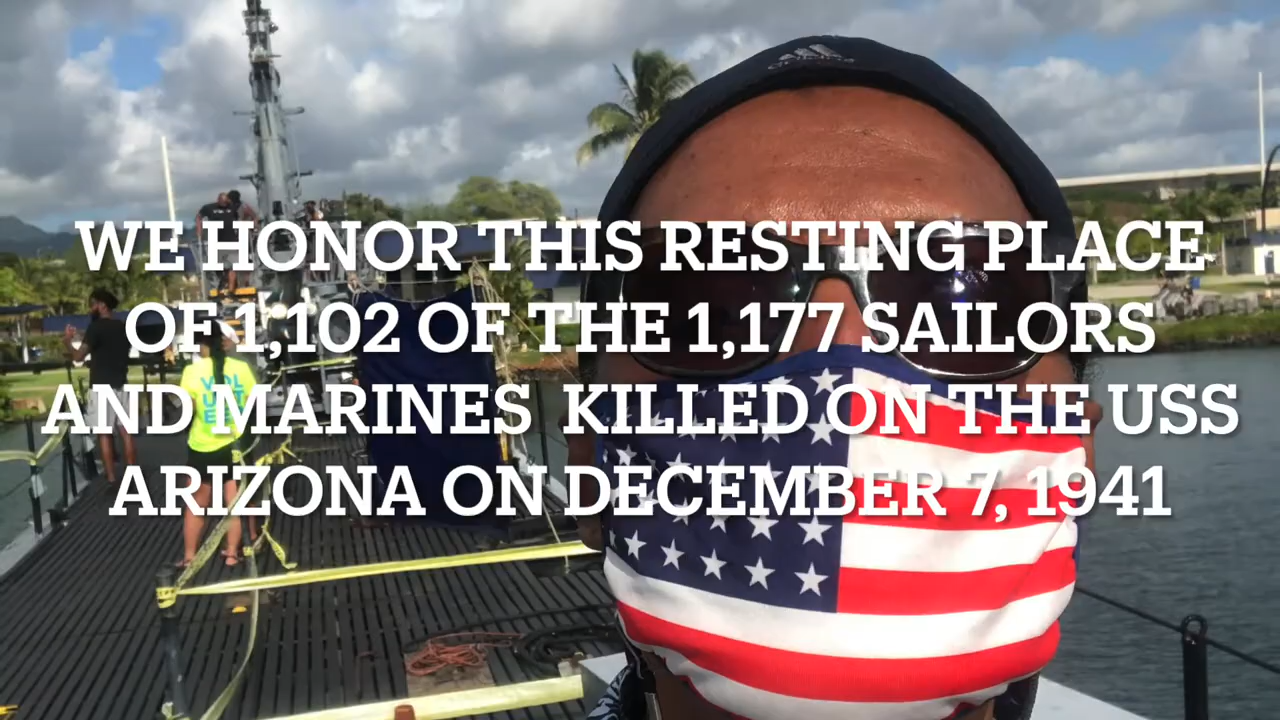 adidas
WE HONOR THIS RESTING PLACE
OF 1,102 OF THE 1,177 SAILORS
AND MARINES  KILLED ON THE USS
ARIZONA ON DECEMBER 7, 1941